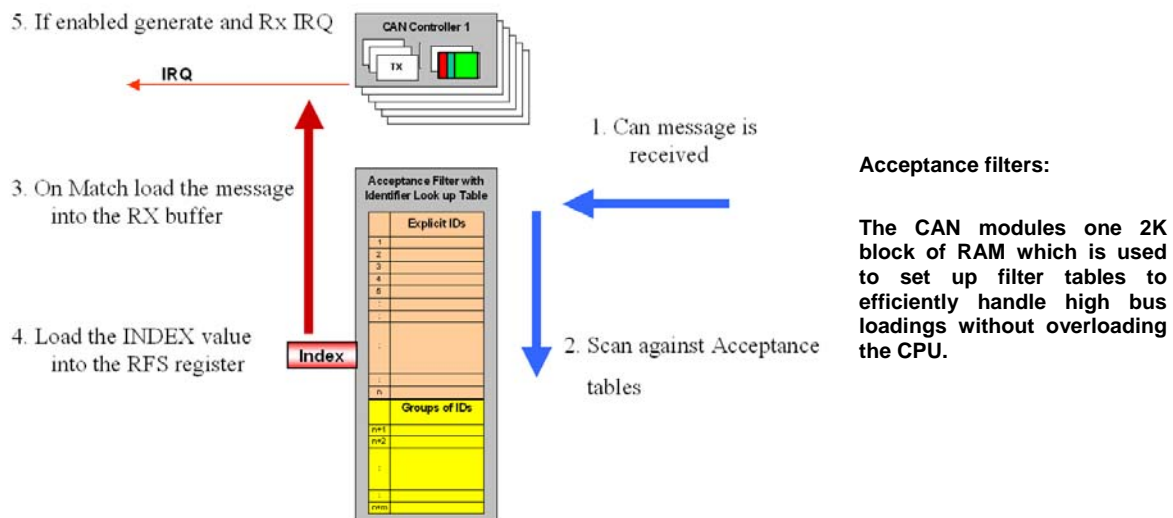 5. If enabled generate and Rx IRQ
CAN Controller 1
TX
IRQ
1. Can message is
received
3. On Match load the message
into the RX buffer
Acceptance Filter with
Identifier Look up Table
Explicit IDs
1
2
3
4
5
:
:
:
:
n
4. Load the INDEX value
into the RFS register
Index
2. Scan against Acceptance
tables
Groups of IDs
n+1
n+2
:
:
n+m
Acceptance filters:
The CAN modules one 2K
block of RAM which is used
to set up filter tables to
efficiently handle high bus
loadings without overloading
the CPU.